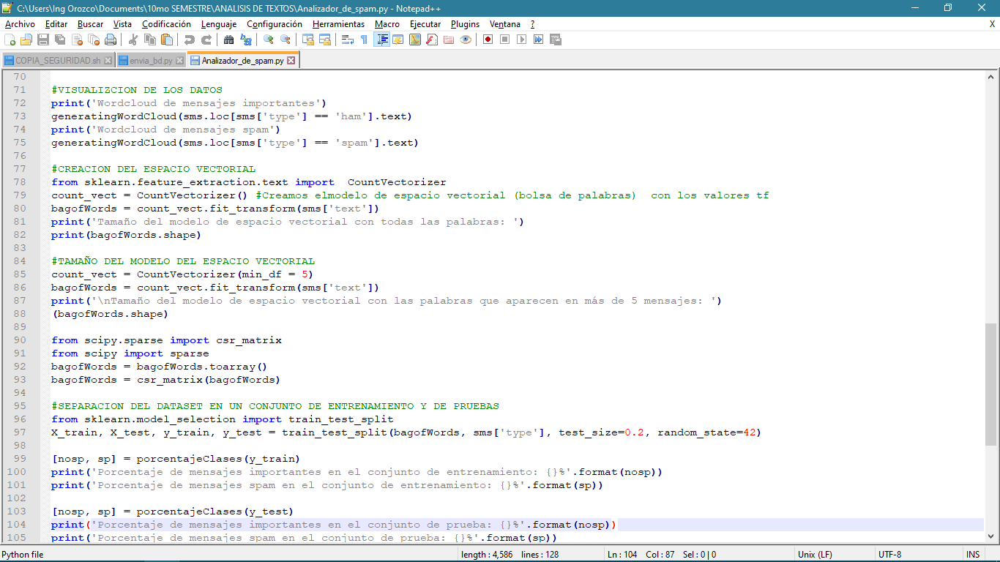 C:\Users\Ing Orozco\Documents\10mo SEMESTRE\ANALISIS DE TEXTOS\Analizador_de_spam.py - Notepad++
Archivo Editar Buscar Vista Codificación Lenguaje Configuración Herramientas Macro Ejecutar Plugins Ventana ? X
COPIA_SEGURIDAD.sh envia_bd.py Analizador_de_spam.py
70
71 #VISUALIZCION DE LOS DATOS
72 print('Wordcloud de mensajes importantes')
73 generatingWordCloud(sms.loc[sms['type'] == 'ham'].text)
74 print('Wordcloud de mensajes spam')
75 generatingWordCloud(sms.loc[sms['type'] == 'spam'].text)
76
77 #CREACION DEL ESPACIO VECTORIAL
78 from sklearn.feature_extraction.text import  CountVectorizer
79 count_vect = CountVectorizer() #Creamos elmodelo de espacio vectorial (bolsa de palabras)  con los valores tf
80 bagofWords = count_vect.fit_transform(sms['text'])
81 print('Tamaño del modelo de espacio vectorial con todas las palabras: ')
82 print(bagofWords.shape)
83
84 #TAMAÑO DEL MODELO DEL ESPACIO VECTORIAL
85 count_vect = CountVectorizer(min_df = 5)
86 bagofWords = count_vect.fit_transform(sms['text'])
87 print('\nTamaño del modelo de espacio vectorial con las palabras que aparecen en más de 5 mensajes: ')
88 (bagofWords.shape)
89
90 from scipy.sparse import csr_matrix
91 from scipy import sparse
92 bagofWords = bagofWords.toarray()
93 bagofWords = csr_matrix(bagofWords)
94
95 #SEPARACION DEL DATASET EN UN CONJUNTO DE ENTRENAMIENTO Y DE PRUEBAS
96 from sklearn.model_selection import train_test_split
97 X_train, X_test, y_train, y_test = train_test_split(bagofWords, sms['type'], test_size=0.2, random_state=42)
98
99 [nosp, sp] = porcentajeClases(y_train)
100 print('Porcentaje de mensajes importantes en el conjunto de entrenamiento: {}%'.format(nosp))
101 print('Porcentaje de mensajes spam en el conjunto de entrenamiento: {}%'.format(sp))
102
103 [nosp, sp] = porcentajeClases(y_test)
104 print('Porcentaje de mensajes importantes en el conjunto de prueba: {}%'.format(nosp))
105 print('Porcentaje de mensajes spam en el conjunto de prueba: {}%'.format(sp))
Python file length : 4,586 lines : 128 Ln : 104 Col : 87 Sel : 0 | 0 Unix (LF) UTF-8 INS